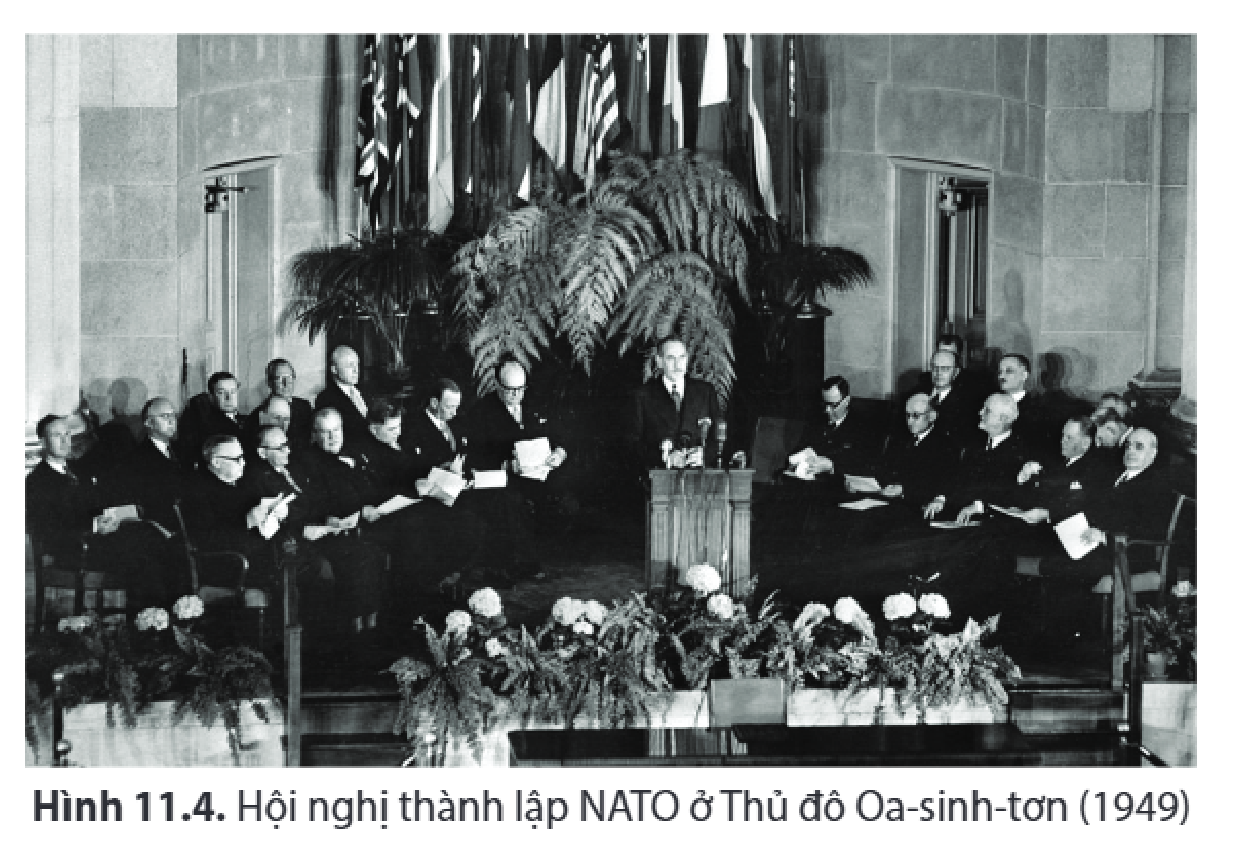 Hình 11.4. Hội nghị thành lập NATO ở Thủ đô Oa-sinh-tơn (1949)